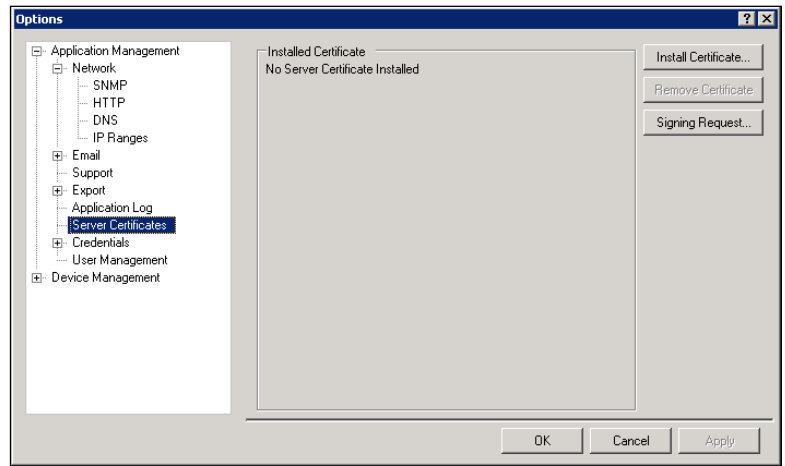 Options
Application Management
Network
SNMP
HTTP
DNS
IP Ranges
Email
Support
Export
Application Log
Server Certificates
Credentials
User Management
Device Management
Installed Certificate
No Server Certificate Installed
Install Certificate...
Remove Certificate
Signing Request...
OK
Cancel
Apply